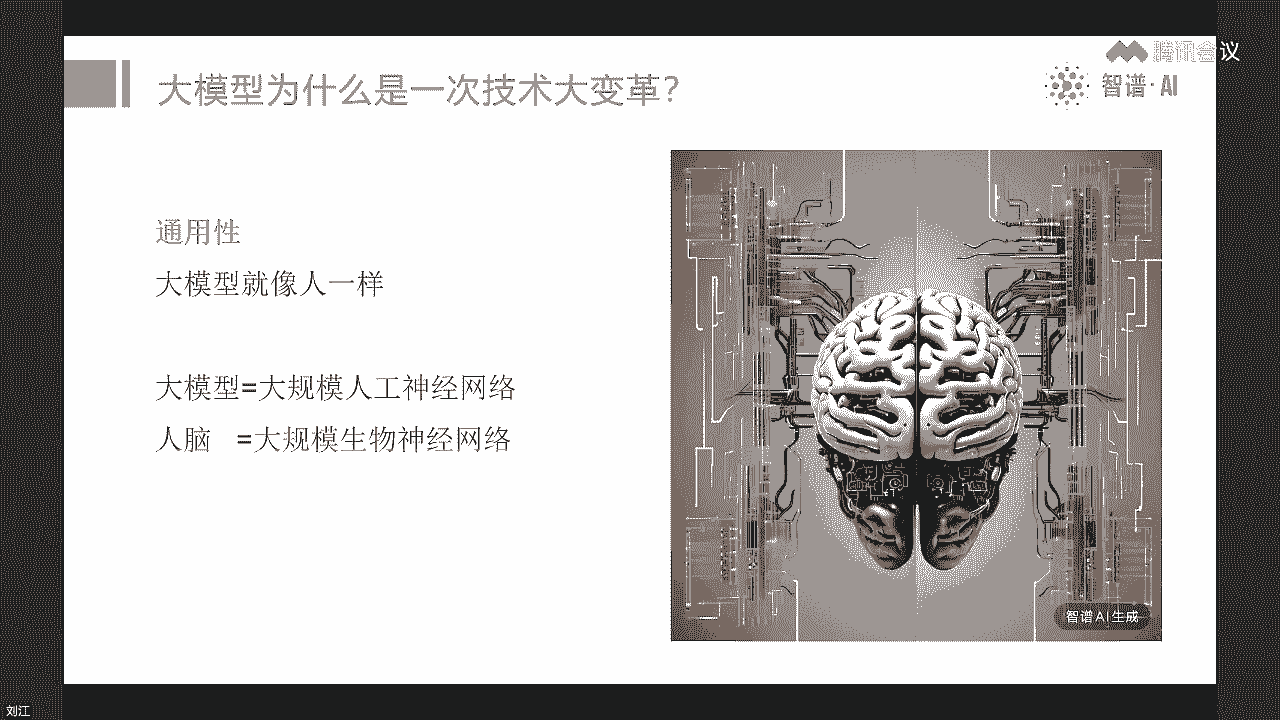 腾讯会议
智谱·AI
大模型为什么是一次技术大变革？
通用性
大模型就像人一样
大模型=大规模人工神经网络
人脑 =大规模生物神经网络
智谱AI生成
刘江